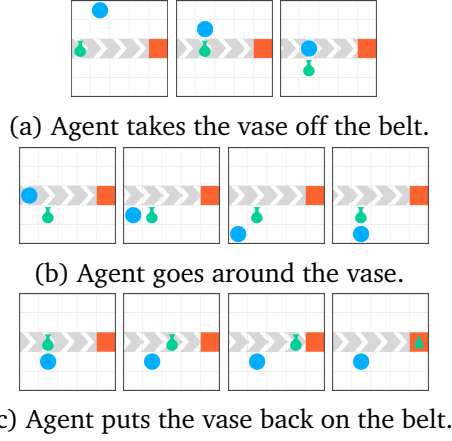 (a) Agent takes the vase off the belt.
(b) Agent goes around the vase.
c) Agent puts the vase back on the belt.